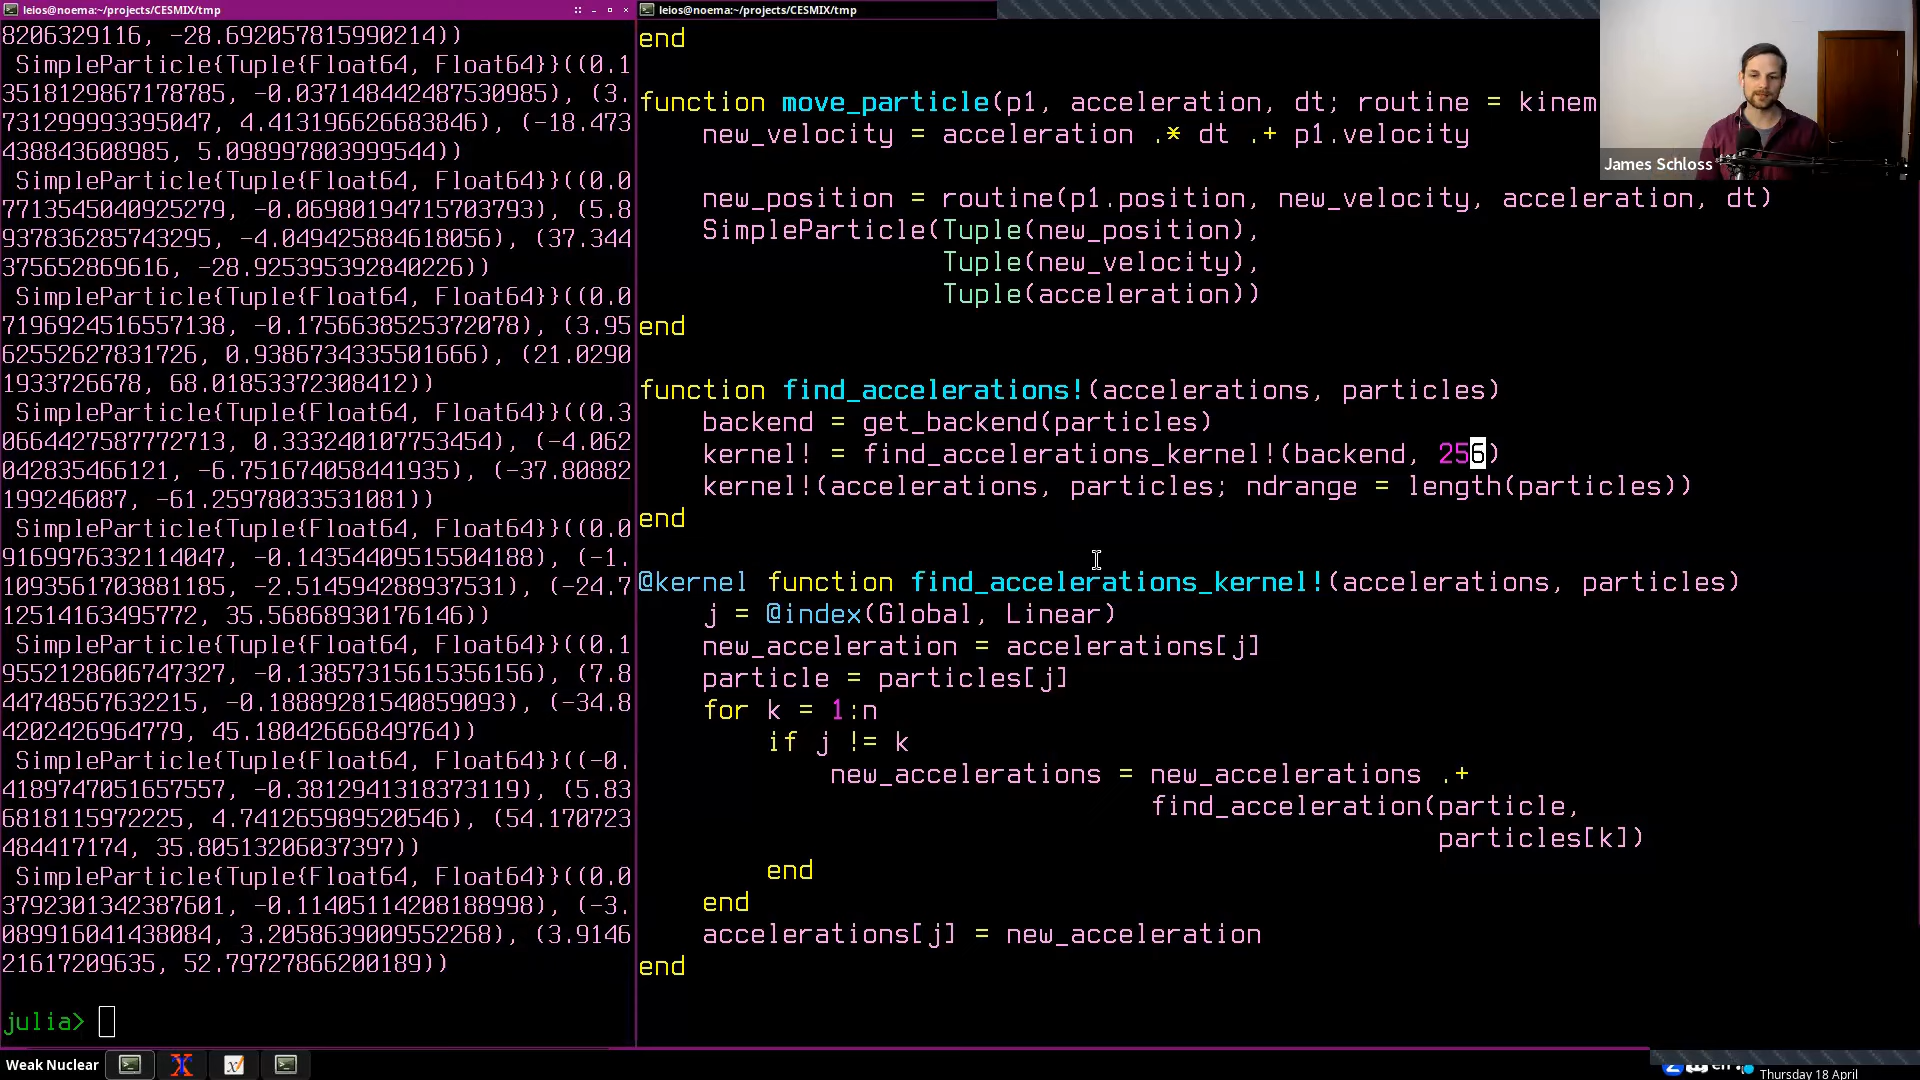 leios@noema:~/projects/CESMIX/tmp
8206329116, -28.692057815990214))
SimpleParticle{Tuple{Float64, Float64}}((0.1
35181298671​78785, -0.037148442487530985), (3.
731299993395047, 4.413196626683846), (-18.473
438843608985, 5.0989978039995​44))
SimpleParticle{Tuple{Float64, Float64}}((0.0
7713545040925279, -0.06980194715703793), (5.8
937836285743295, -4.049425884618056), (37.344
375652869616, -28.925395392840226))
SimpleParticle{Tuple{Float64, Float64}}((0.0
7196924516557138, -0.1756638525372078), (3.95
62552627831726, 0.9386734335501666), (21.0290
1933726678, 68.01853372308412))
SimpleParticle{Tuple{Float64, Float64}}((0.3
0664427587772713, 0.333240107753454), (-4.062
042835466121, -6.751674058441935), (-37.80882
199246087, -61.25978033531081))
SimpleParticle{Tuple{Float64, Float64}}((0.0
9169976332114047, -0.14354409515504188), (-1.
1093561703881185, -2.514594288937531), (-24.7
12514163495772, 35.56868930176146))
SimpleParticle{Tuple{Float64, Float64}}((0.1
9552128606747327, -0.13857315615356156), (7.8
44748567632215, -0.18889281540859093), (-34.8
4202426964779, 45.180426666849764))
SimpleParticle{Tuple{Float64, Float64}}((-0.
41897470516​57557, -0.3812941318373119), (5.83
6818115972225, 4.741265989520546), (54.170723
484417174, 35.80513206037397))
SimpleParticle{Tuple{Float64, Float64}}((0.0
37923013423​87601, -0.11405114208188998), (-3.
089916041438084, 3.2058639009552268), (3.9146
21617209635, 52.79727866200189))
julia>
leios@noema:~/projects/CESMIX/tmp
end
function move_particle(p1, acceleration, dt; routine = kinem
new_velocity = acceleration .* dt .+ p1.velocity
new_position = routine(p1.position, new_velocity, acceleration, dt)
SimpleParticle(Tuple(new_position),
Tuple(new_velocity),
Tuple(acceleration))
end
function find_accelerations!(accelerations, particles)
backend = get_backend(particles)
kernel! = find_accelerations_kernel!(backend, 256)
kernel!(accelerations, particles; ndrange = length(particles))
end
@kernel function find_accelerations_kernel!(accelerations, particles)
j = @index(Global, Linear)
new_acceleration = accelerations[j]
particle = particles[j]
for k = 1:n
if j != k
new_accelerations = new_accelerations .+
find_acceleration(particle,
particles[k])
end
end
accelerations[j] = new_acceleration
end
James Schloss
Weak Nuclear
en
Thursday 18 April